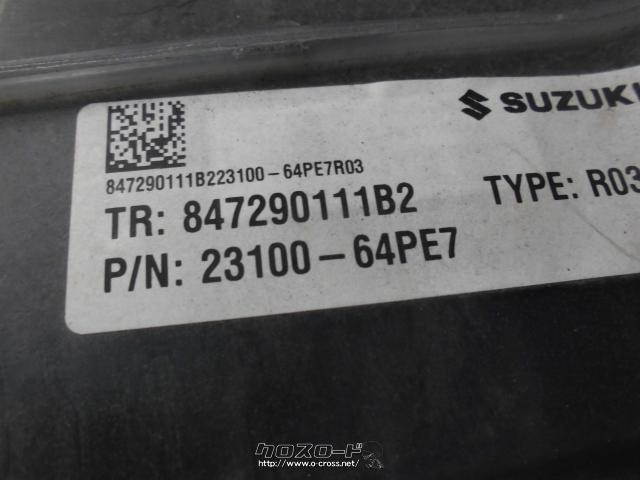 SUZUKI
847290111B223100-64PE7R03
TR: 847290111B2 TYPE: R03
P/N: 23100-64PE7
クロスロード
http://www.o-cross.net/